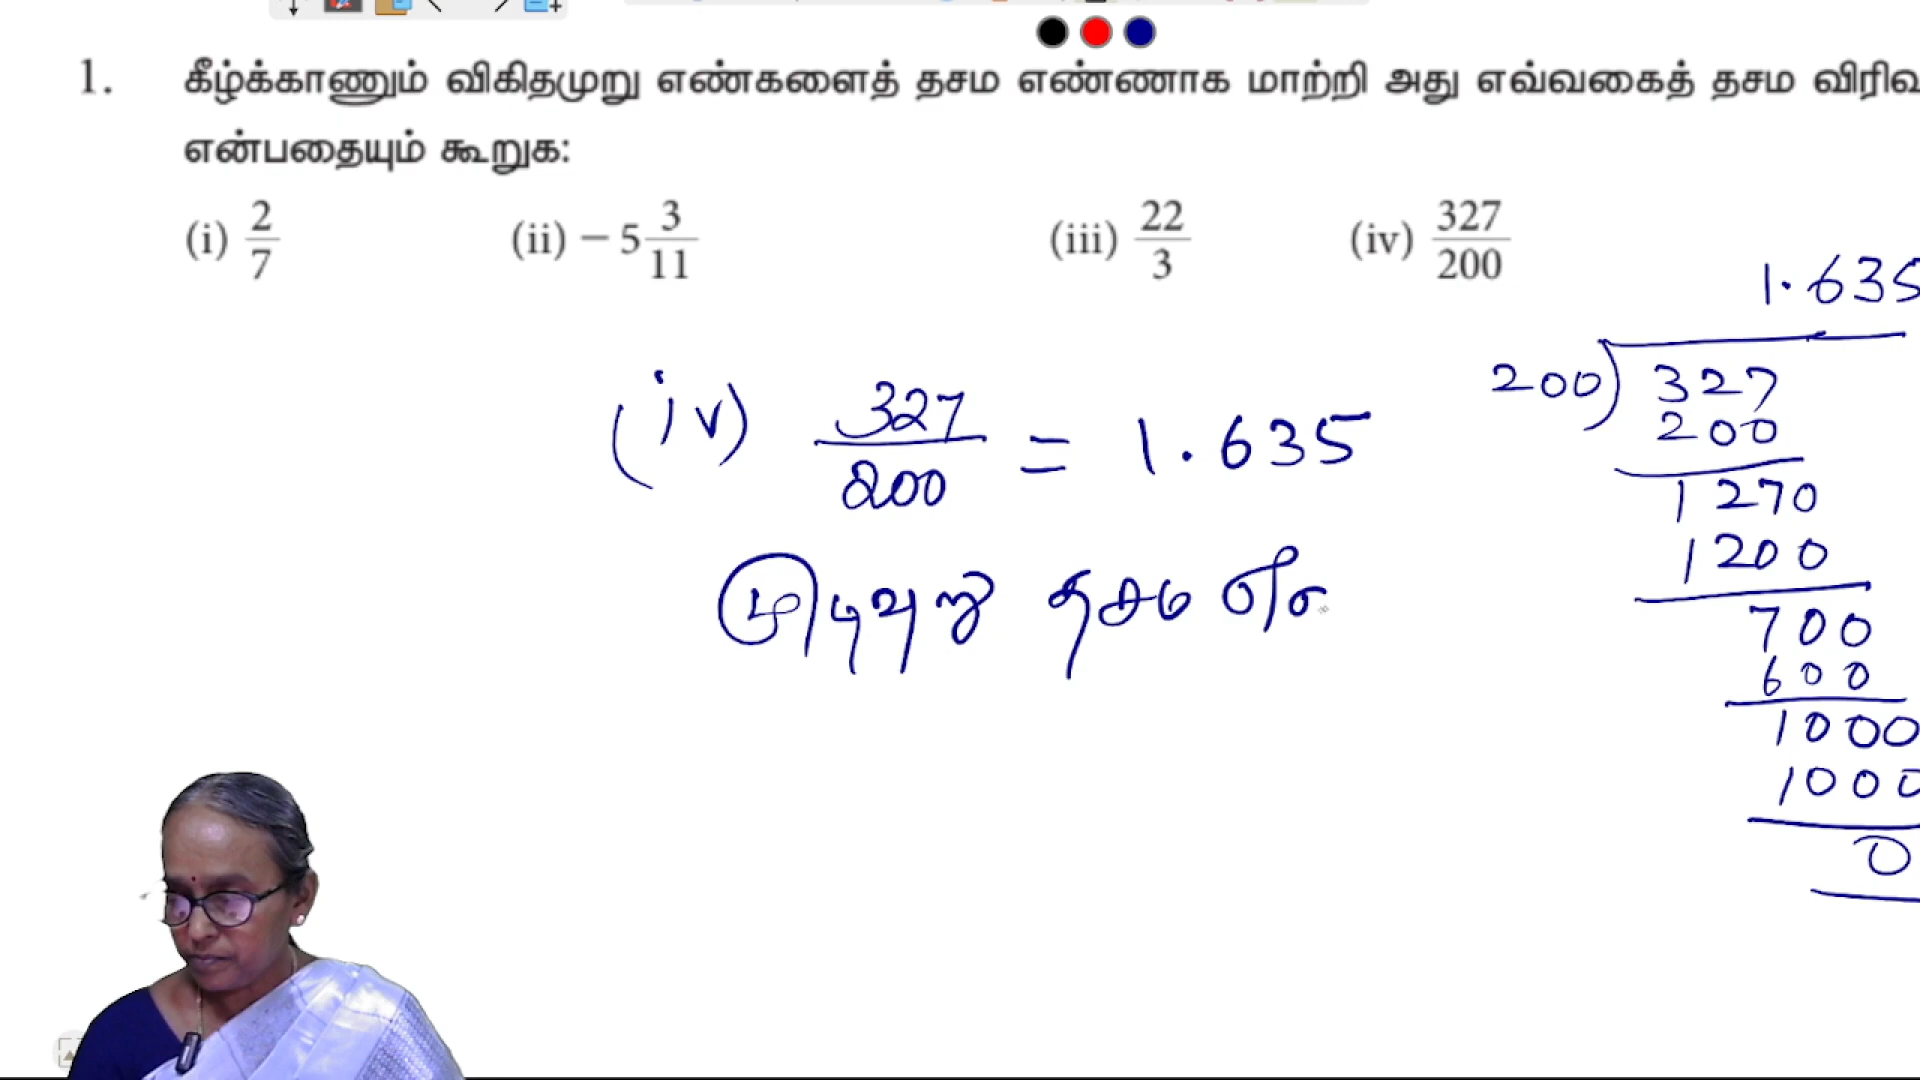 1. கீழ்க்காணும் விகிதமுறு எண்களைத் தசம எண்ணாக மாற்றி அது எவ்வகைத் தசம
என்பதையும் கூறுக:
(i) 2/7 (ii) – 5 3/11 (iii) 22/3 (iv) 327/200
(iv) 327/200 = 1.635
முடிவுறு தசம
1.635
200) 327
200
1270
1200
700
600
1000
1000
0